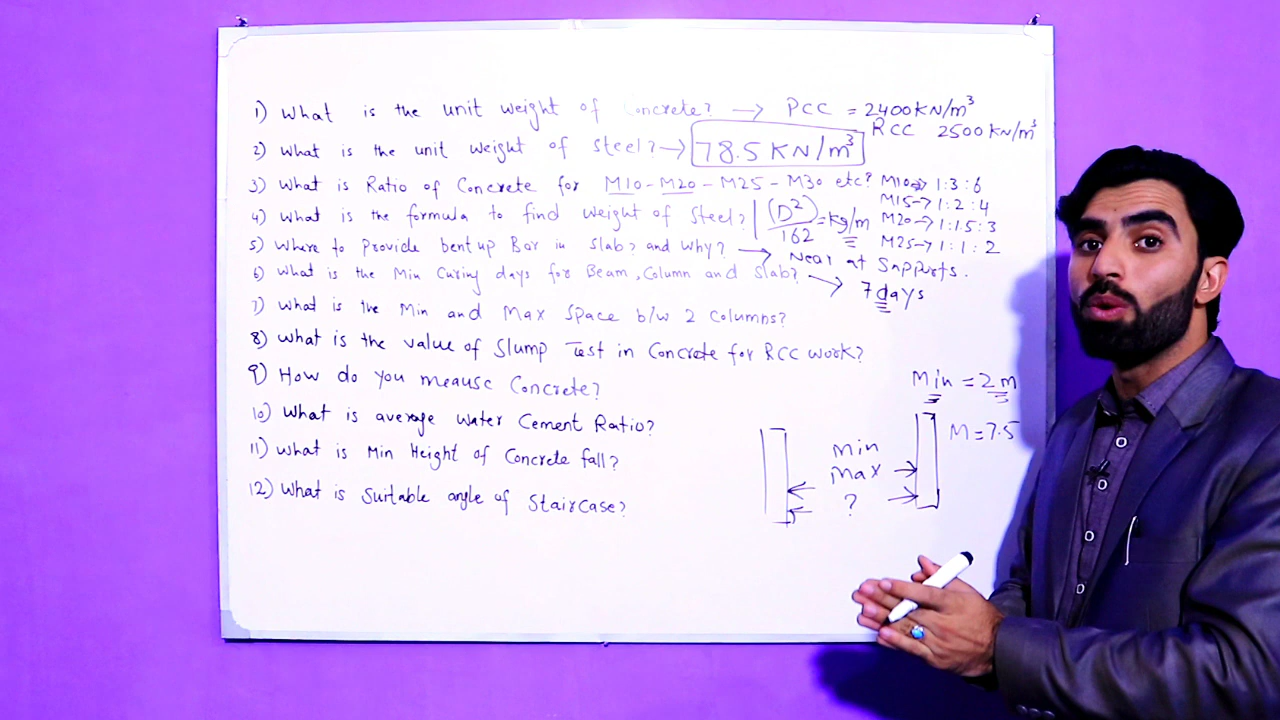 1) What is the unit weight of Concrete? → PCC = 2400KN/m³
RCC 2500KN/m³
2) What is the unit weight of steel? → 78.5 KN/m³
3) What is Ratio of Concrete for M10-M20-M25-M30 etc? M10→ 1:3:6
M15→ 1:2:4
4) What is the formula to find weight of Steel? | (D²)/162 = kg/m M20→ 1:1.5:3
M25→ 1:1:2
5) Where to provide bent up Bar in slab? and Why? → Near at Sapports.
6) What is the Min Curing days for Beam, Column and Slab? → 7 days
7) What is the Min and Max Space b/w 2 Columns?
8) What is the value of Slump Test in Concrete for RCC work?
9) How do you meause Concrete?
10) What is average Water Cement Ratio?
11) What is Min Height of Concrete fall?
12) What is Suitable angle of Staircase?
Min = 2m
M=7.5
Min
Max
?